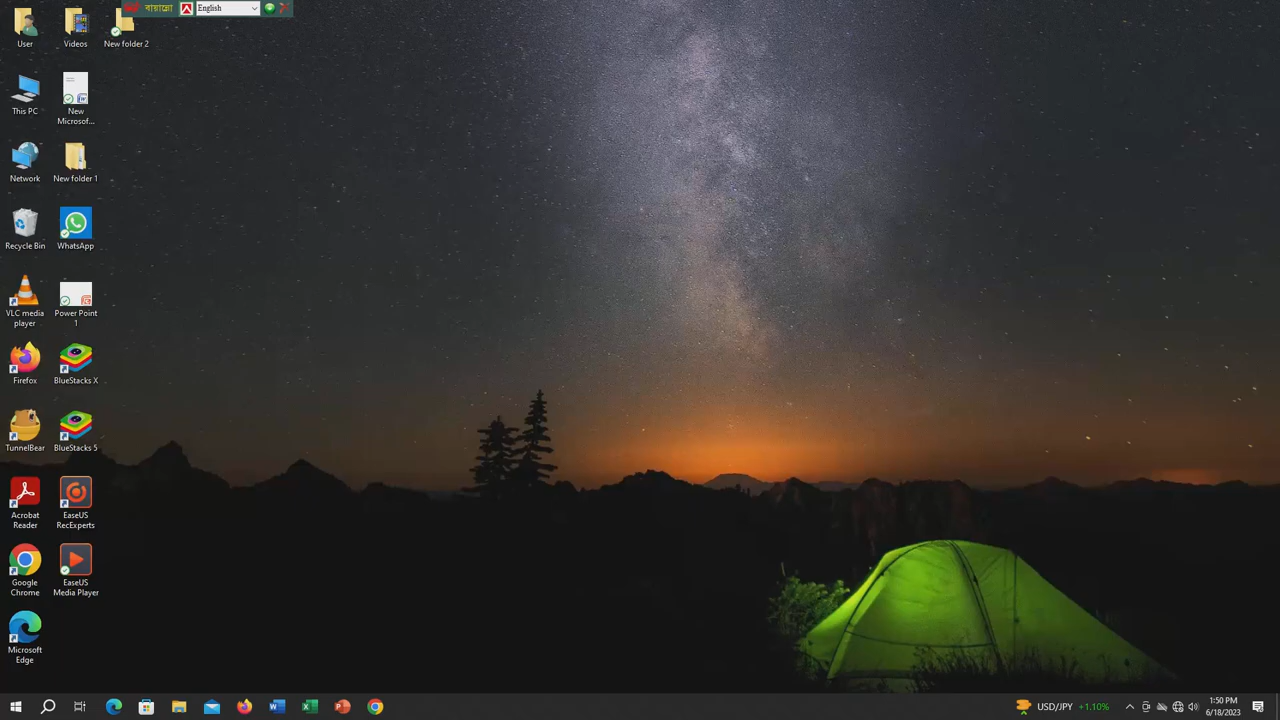 বায়ান্নো
English
User
Videos
New folder 2
This PC
New
Microsof...
Network
New folder 1
Recycle Bin
WhatsApp
VLC media
player
Power Point
1
Firefox
BlueStacks X
TunnelBear
BlueStacks 5
Acrobat
Reader
EaseUS
RecExperts
Google
Chrome
EaseUS
Media Player
Microsoft
Edge
USD/JPY +1.10%
1:50 PM
6/18/2023